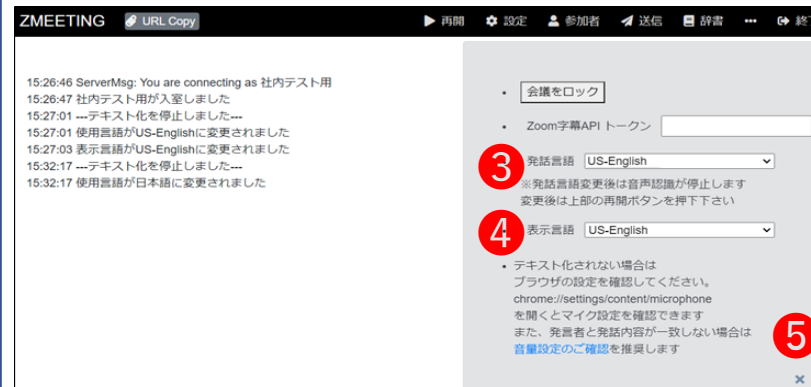 ZMEETING URL Copy 再開 設定 参加者 送信 辞書 ••• 終
15:26:46 ServerMsg: You are connecting as 社内テスト用
15:26:47 社内テスト用が入室しました
15:27:01 ---テキスト化を停止しました---
15:27:01 使用言語がUS-Englishに変更されました
15:27:03 表示言語がUS-Englishに変更されました
15:32:17 ---テキスト化を停止しました---
15:32:17 使用言語が日本語に変更されました
• 会議をロック
• Zoom字幕API トークン
3 発話言語 US-English
※発話言語変更後は音声認識が停止します
変更後は上部の再開ボタンを押下下さい
4 表示言語 US-English
• テキスト化されない場合は
ブラウザの設定を確認してください。
chrome://settings/content/microphone
を開くとマイク設定を確認できます
また、発言者と発話内容が一致しない場合は
音量設定のご確認を推奨します
5
×